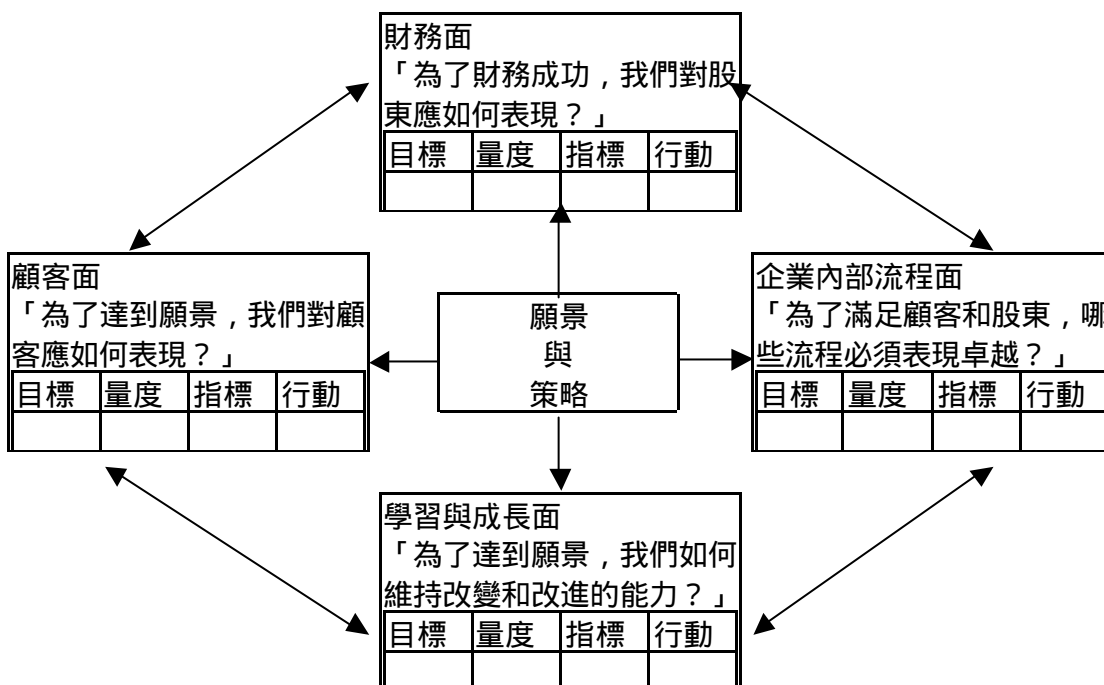 財務面
「為了財務成功，我們對股
東應如何表現？」
目標 量度 指標 行動
顧客面
「為了達到願景，我們對顧
客應如何表現？」
目標 量度 指標 行動
願景
與
策略
企業內部流程面
「為了滿足顧客和股東，哪
些流程必須表現卓越？」
目標 量度 指標 行動
學習與成長面
「為了達到願景，我們如何
維持改變和改進的能力？」
目標 量度 指標 行動